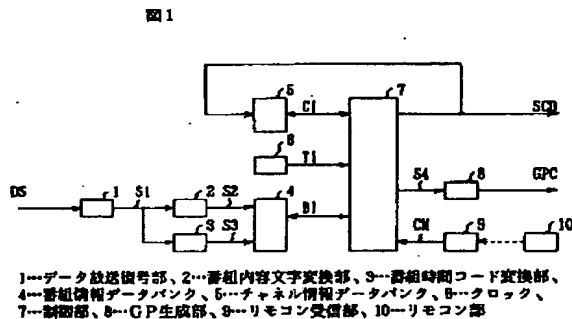 図1
5
7
C1
SCD
6
T1
S4
8
GPC
DS
1
S1
2
S2
4
B1
CM
9
10
3
S3
1…データ放送復号部、2…番組内容文字変換部、3…番組時間コード変換部、
4…番組情報データバンク、5…チャネル情報データバンク、6…クロック、
7…制御部、8…GP生成部、9…リモコン受信部、10…リモコン部